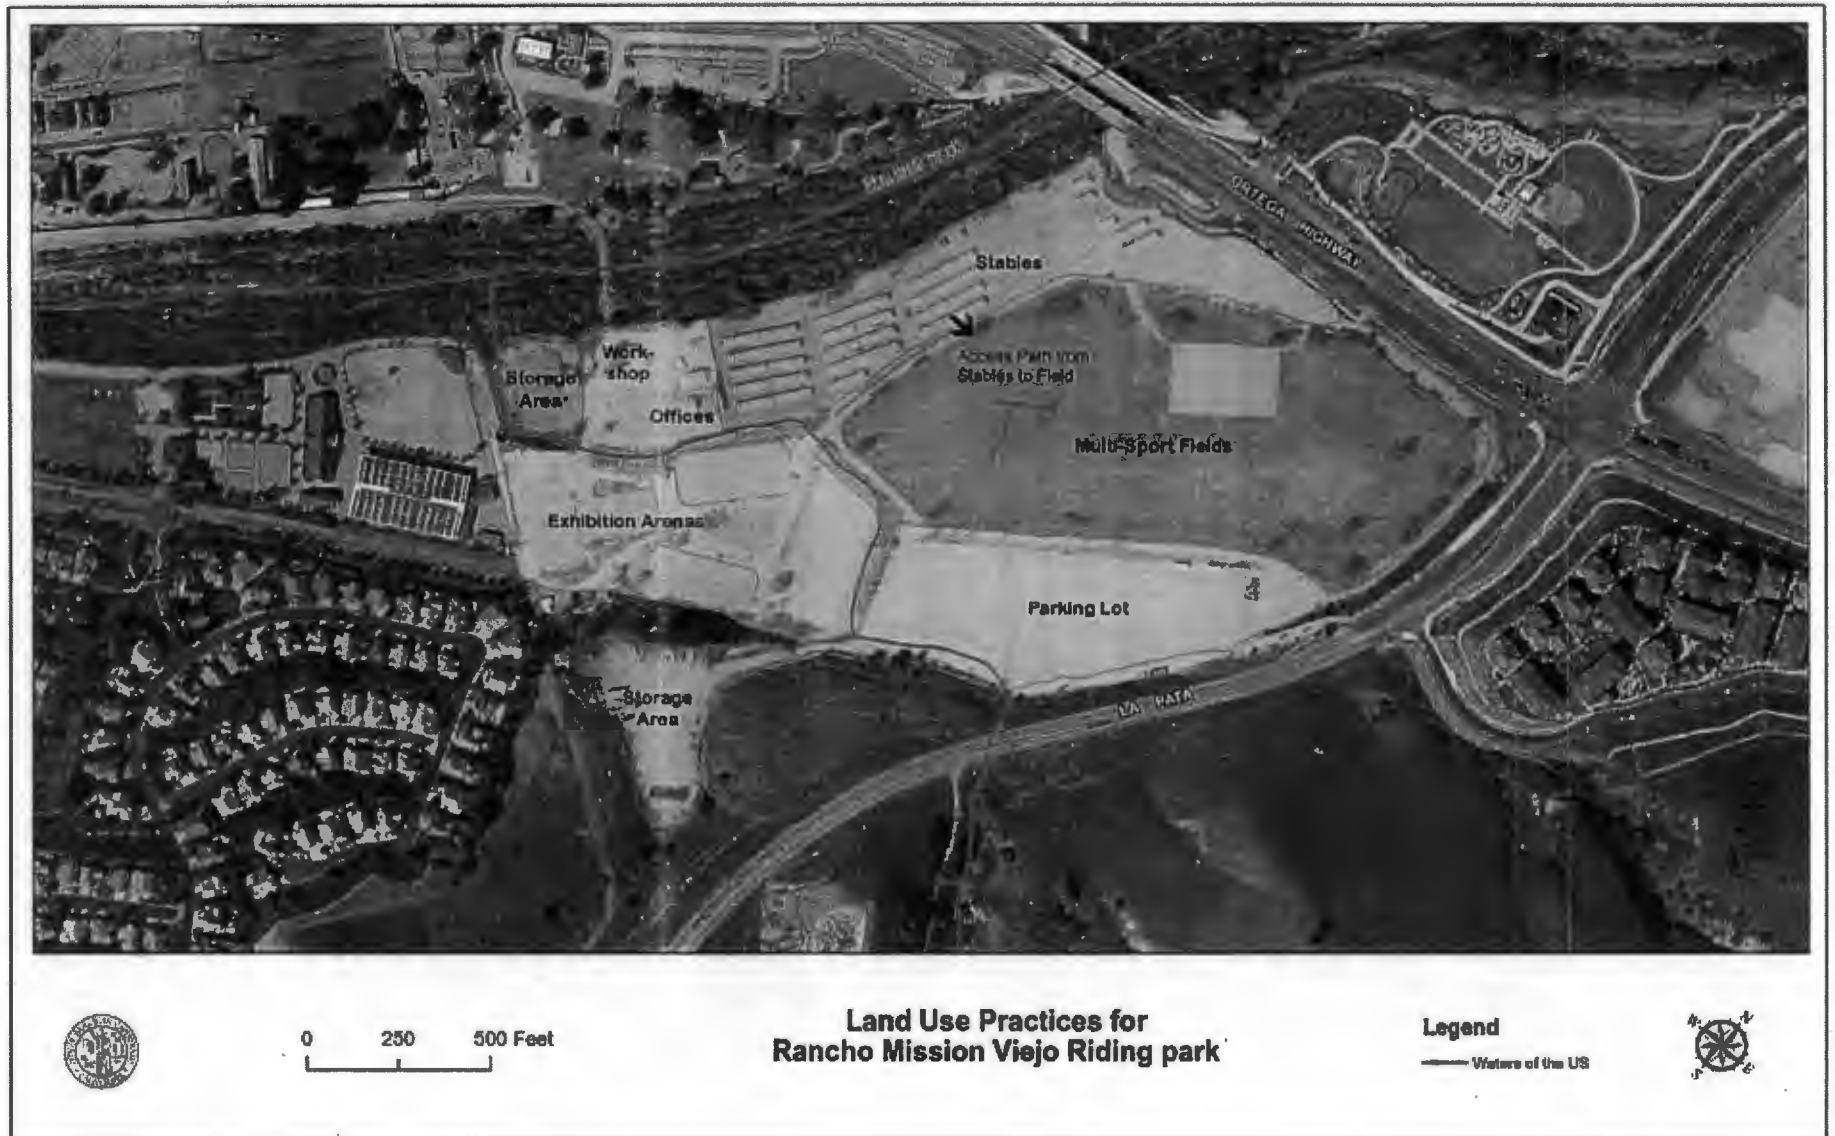 ORTEGA HIGHWAY
Stables
Access Path from
Stables to Field
Work-
shop
Storage
Area
Offices
Multi-Sport Fields
Exhibition Arenas
Parking Lot
Storage
Area
LA PATA
0 250 500 Feet
Land Use Practices for
Rancho Mission Viejo Riding park
Legend
Waters of the US
N
S
E